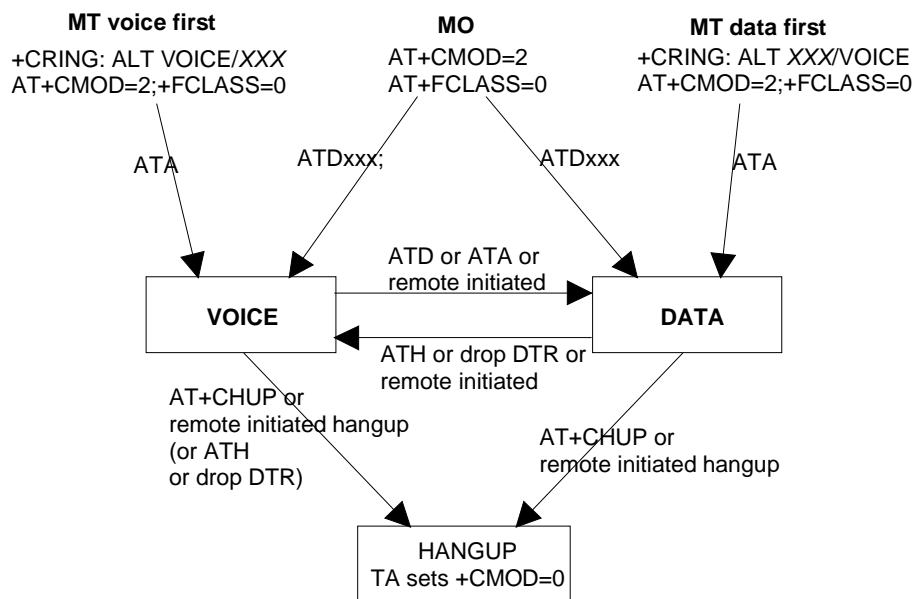 MT voice first
+CRING: ALT VOICE/XXX
AT+CMOD=2;+FCLASS=0
MO
AT+CMOD=2
AT+FCLASS=0
MT data first
+CRING: ALT XXX/VOICE
AT+CMOD=2;+FCLASS=0
ATA
ATDxxx;
ATDxxx
ATA
ATD or ATA or
remote initiated
VOICE
DATA
ATH or drop DTR or
remote initiated
AT+CHUP or
remote initiated hangup
(or ATH
or drop DTR)
AT+CHUP or
remote initiated hangup
HANGUP
TA sets +CMOD=0